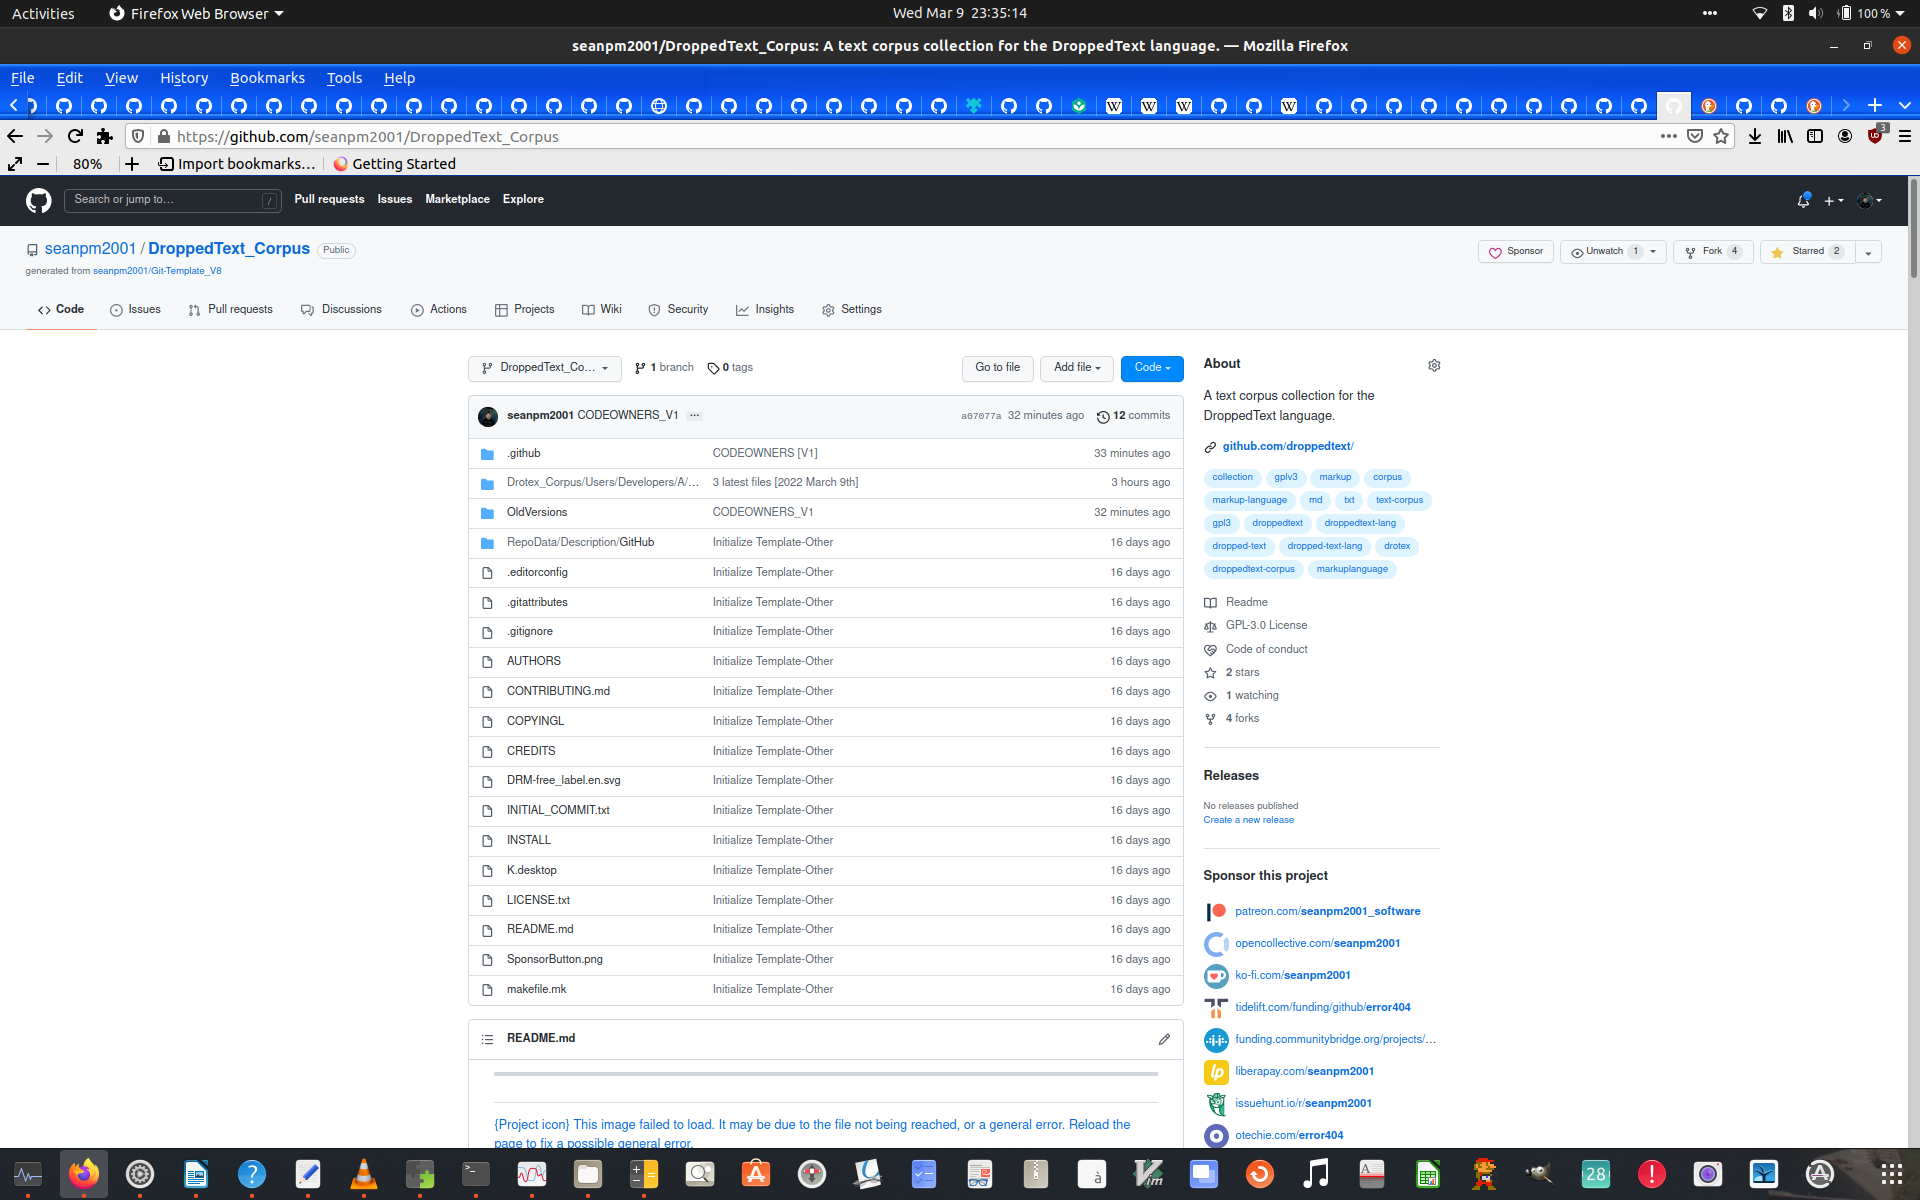 Activities Firefox Web Browser Wed Mar 9 23:35:14 100 %
seanpm2001/DroppedText_Corpus: A text corpus collection for the DroppedText language. — Mozilla Firefox
File Edit View History Bookmarks Tools Help
https://github.com/seanpm2001/DroppedText_Corpus 3
80% Import bookmarks... Getting Started
Search or jump to... / Pull requests Issues Marketplace Explore
seanpm2001 / DroppedText_Corpus Public Sponsor Unwatch 1 Fork 4 Starred 2
generated from seanpm2001/Git-Template_V8
Code Issues Pull requests Discussions Actions Projects Wiki Security Insights Settings
DroppedText_Co... 1 branch 0 tags Go to file Add file Code
seanpm2001 CODEOWNERS_V1 ... a07077a 32 minutes ago 12 commits
.github CODEOWNERS [V1] 33 minutes ago
Drotex_Corpus/Users/Developers/A/... 3 latest files [2022 March 9th] 3 hours ago
OldVersions CODEOWNERS_V1 32 minutes ago
RepoData/Description/GitHub Initialize Template-Other 16 days ago
.editorconfig Initialize Template-Other 16 days ago
.gitattributes Initialize Template-Other 16 days ago
.gitignore Initialize Template-Other 16 days ago
AUTHORS Initialize Template-Other 16 days ago
CONTRIBUTING.md Initialize Template-Other 16 days ago
COPYINGL Initialize Template-Other 16 days ago
CREDITS Initialize Template-Other 16 days ago
DRM-free_label.en.svg Initialize Template-Other 16 days ago
INITIAL_COMMIT.txt Initialize Template-Other 16 days ago
INSTALL Initialize Template-Other 16 days ago
K.desktop Initialize Template-Other 16 days ago
LICENSE.txt Initialize Template-Other 16 days ago
README.md Initialize Template-Other 16 days ago
SponsorButton.png Initialize Template-Other 16 days ago
makefile.mk Initialize Template-Other 16 days ago
README.md
{Project icon} This image failed to load. It may be due to the file not being reached, or a general error. Reload the
page to fix a possible general error.
About
A text corpus collection for the
DroppedText language.
github.com/droppedtext/
collection gplv3 markup corpus
markup-language md txt text-corpus
gpl3 droppedtext droppedtext-lang
dropped-text dropped-text-lang drotex
droppedtext-corpus markuplanguage
Readme
GPL-3.0 License
Code of conduct
2 stars
1 watching
4 forks
Releases
No releases published
Create a new release
Sponsor this project
patreon.com/seanpm2001_software
opencollective.com/seanpm2001
ko-fi.com/seanpm2001
tidelift.com/funding/github/error404
funding.communitybridge.org/projects/...
liberapay.com/seanpm2001
issuehunt.io/r/seanpm2001
otechie.com/error404
28